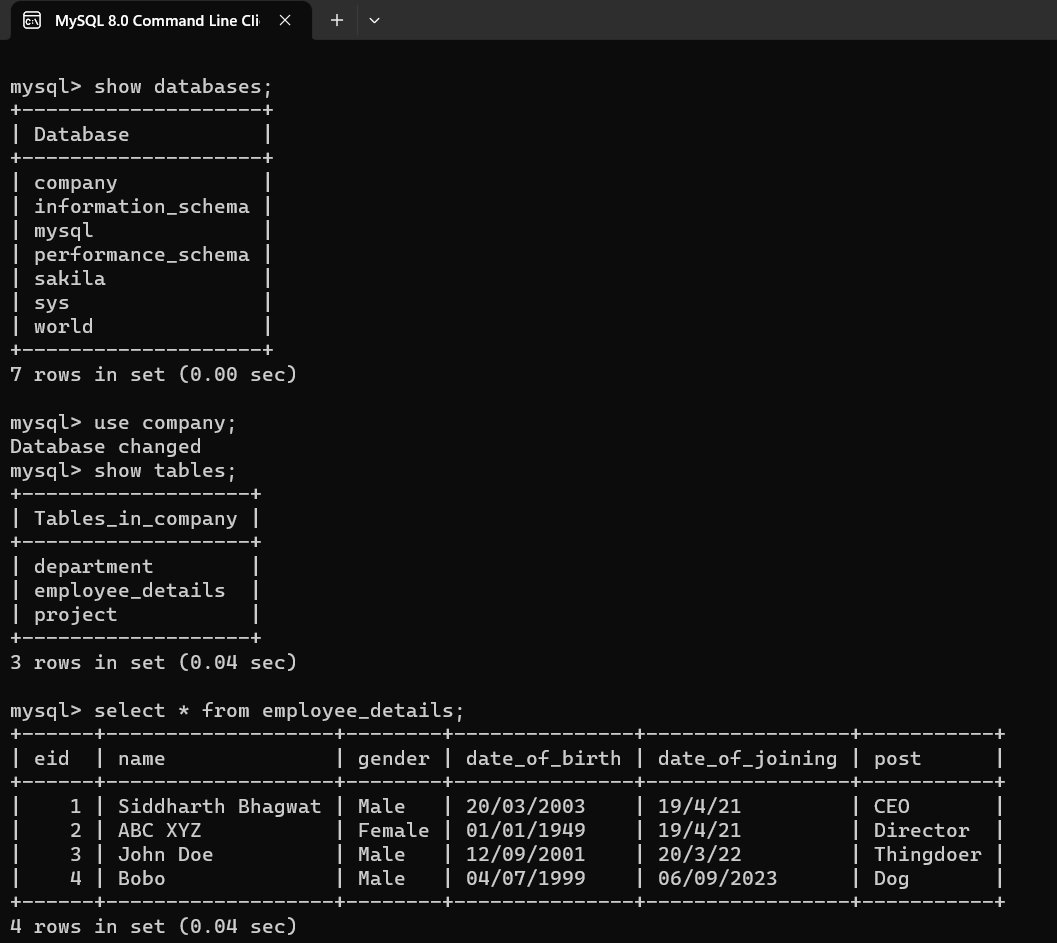 MySQL 8.0 Command Line Cli
mysql> show databases;
+--------------------+
| Database           |
+--------------------+
| company            |
| information_schema |
| mysql              |
| performance_schema |
| sakila             |
| sys                |
| world              |
+--------------------+
7 rows in set (0.00 sec)
mysql> use company;
Database changed
mysql> show tables;
+-------------------+
| Tables_in_company |
+-------------------+
| department        |
| employee_details  |
| project           |
+-------------------+
3 rows in set (0.04 sec)
mysql> select * from employee_details;
+------+-------------------+--------+---------------+-----------------+-----------+
| eid  | name              | gender | date_of_birth | date_of_joining | post      |
+------+-------------------+--------+---------------+-----------------+-----------+
|    1 | Siddharth Bhagwat | Male   | 20/03/2003    | 19/4/21         | CEO       |
|    2 | ABC XYZ           | Female | 01/01/1949    | 19/4/21         | Director  |
|    3 | John Doe          | Male   | 12/09/2001    | 20/3/22         | Thingdoer |
|    4 | Bobo              | Male   | 04/07/1999    | 06/09/2023      | Dog       |
+------+-------------------+--------+---------------+-----------------+-----------+
4 rows in set (0.04 sec)